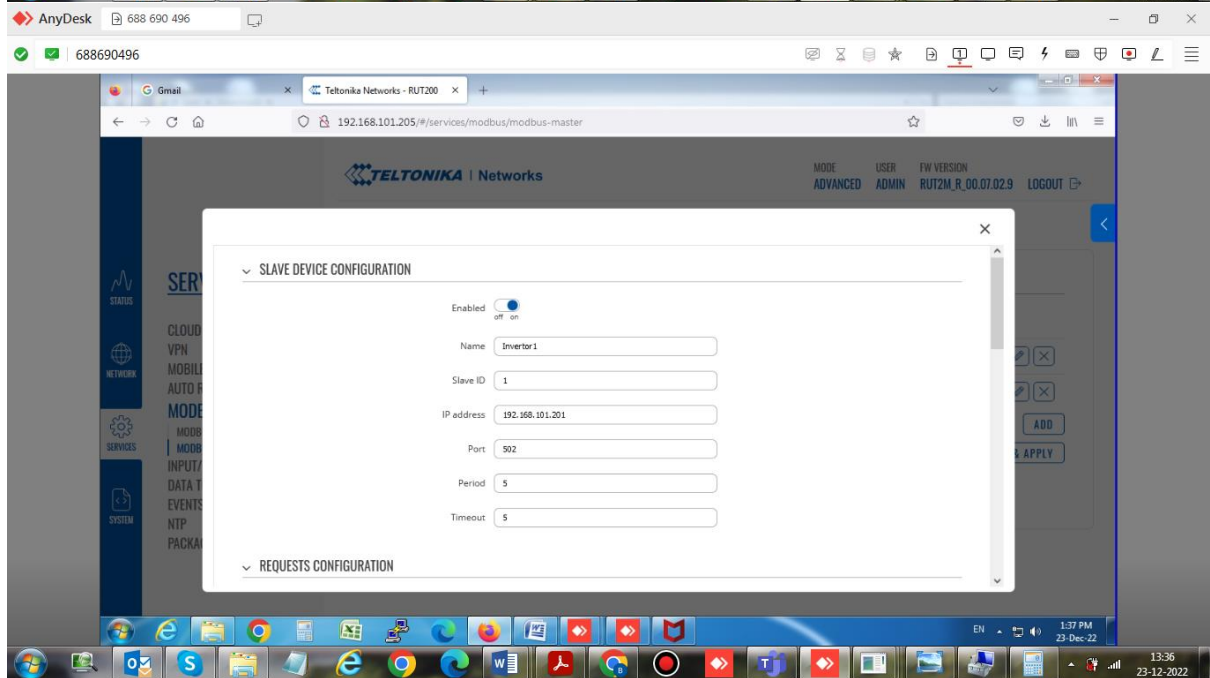 AnyDesk 688 690 496
688690496
Gmail
Teltonika Networks - RUT200
192.168.101.205/#/services/modbus/modbus-master
TELTONIKA | Networks
MODE USER FW VERSION
ADVANCED ADMIN RUT2M_R_00.07.02.9 LOGOUT
STATUS
NETWORK
SERVICES
SYSTEM
SERV
CLOUD
VPN
MOBIL
AUTO R
MODB
MODB
INPUT/
DATA T
EVENTS
NTP
PACKA
SLAVE DEVICE CONFIGURATION
Enabled
off on
Name Invertor1
Slave ID 1
IP address 192.168.101.201
Port 502
Period 5
Timeout 5
REQUESTS CONFIGURATION
ADD
& APPLY
EN 1:37 PM
23-Dec-22
13:36
23-12-2022